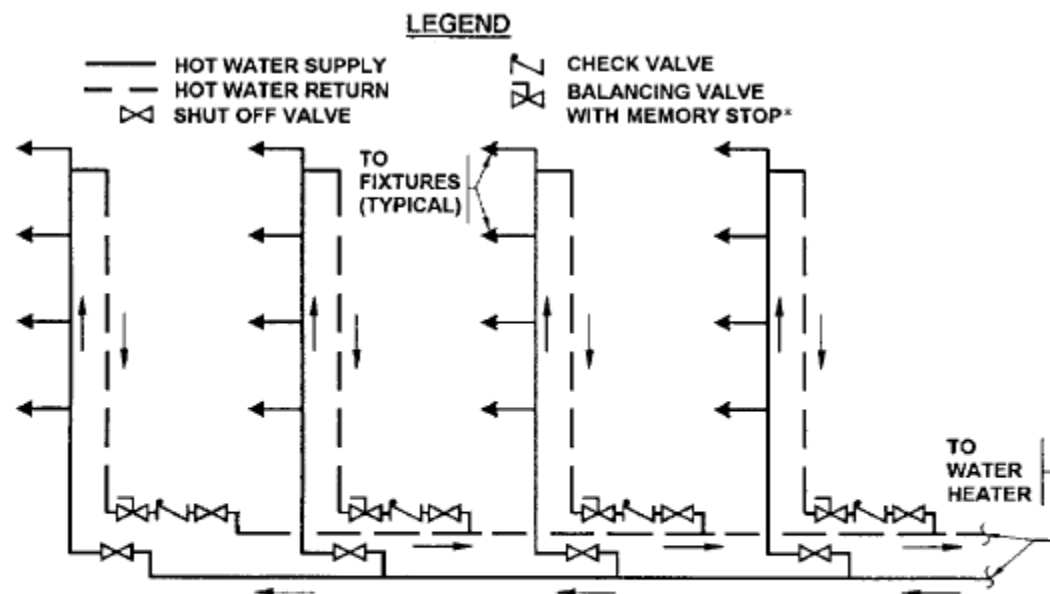 LEGEND
HOT WATER SUPPLY
HOT WATER RETURN
SHUT OFF VALVE
CHECK VALVE
BALANCING VALVE
WITH MEMORY STOP*
TO
FIXTURES
(TYPICAL)
TO
WATER
HEATER